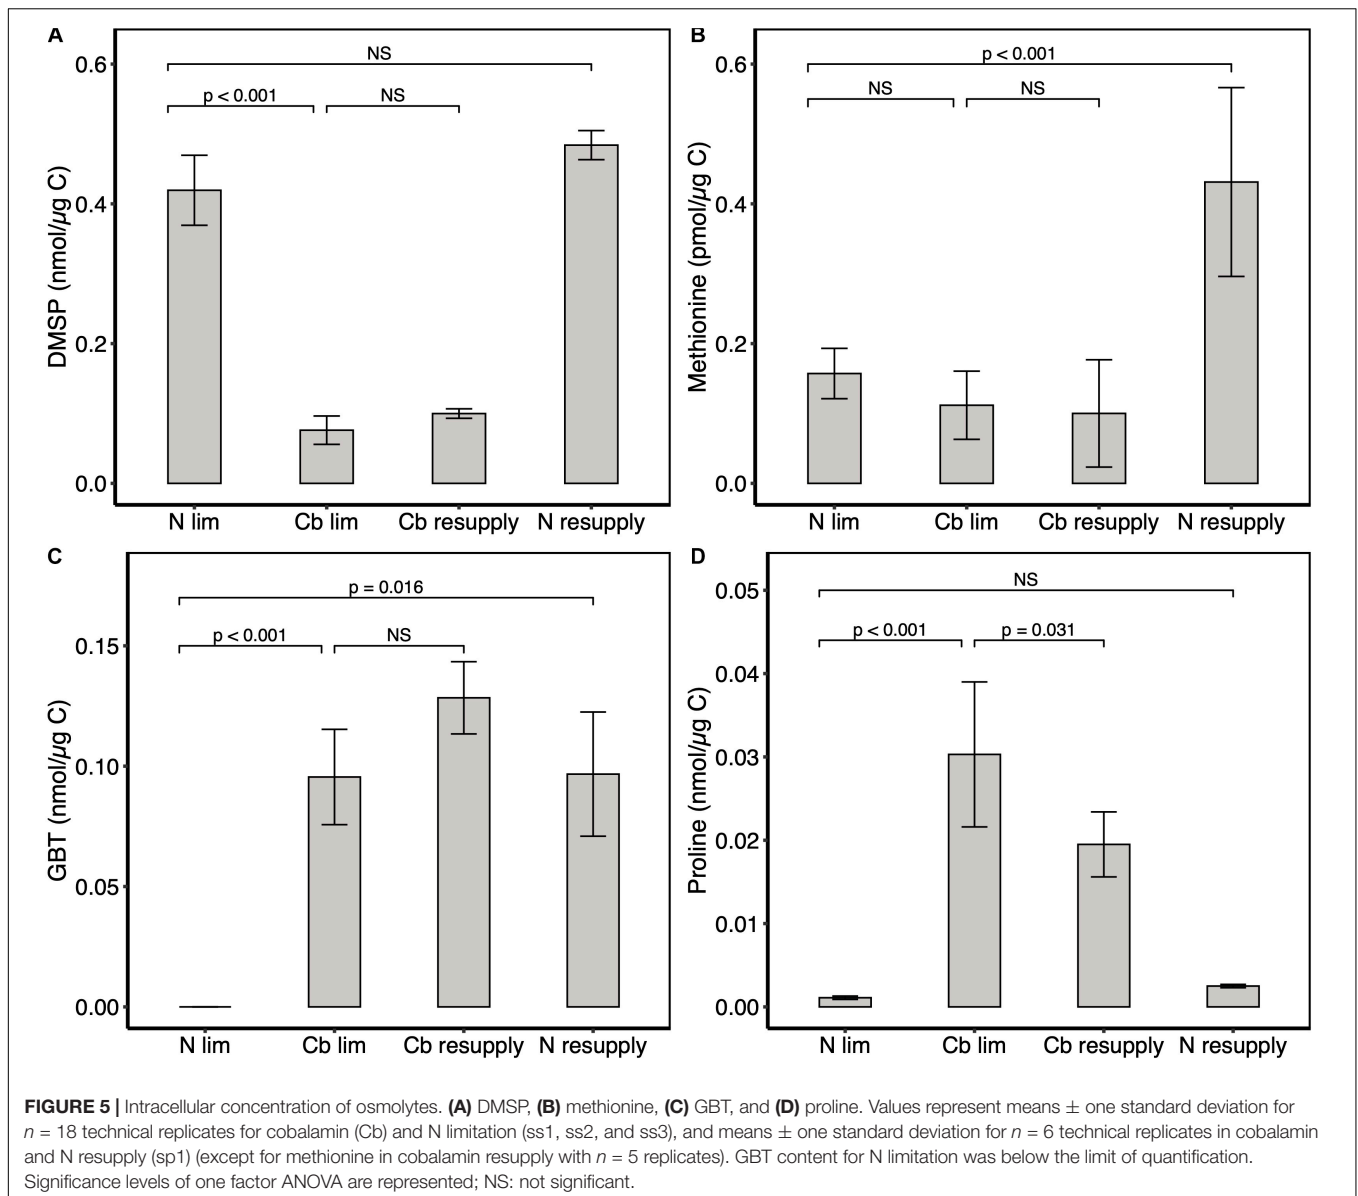 A
DMSP (nmol/µg C)
0.6
0.4
0.2
0.0
NS
p < 0.001
NS
N lim
Cb lim
Cb resupply
N resupply
B
Methionine (pmol/µg C)
0.6
0.4
0.2
0.0
p < 0.001
NS
NS
N lim
Cb lim
Cb resupply
N resupply
C
GBT (nmol/µg C)
0.15
0.10
0.05
0.00
p = 0.016
p < 0.001
NS
N lim
Cb lim
Cb resupply
N resupply
D
Proline (nmol/µg C)
0.05
0.04
0.03
0.02
0.01
0.00
NS
p < 0.001
p = 0.031
N lim
Cb lim
Cb resupply
N resupply
FIGURE 5 | Intracellular concentration of osmolytes. (A) DMSP, (B) methionine, (C) GBT, and (D) proline. Values represent means ± one standard deviation for
n = 18 technical replicates for cobalamin (Cb) and N limitation (ss1, ss2, and ss3), and means ± one standard deviation for n = 6 technical replicates in cobalamin
and N resupply (sp1) (except for methionine in cobalamin resupply with n = 5 replicates). GBT content for N limitation was below the limit of quantification.
Significance levels of one factor ANOVA are represented; NS: not significant.